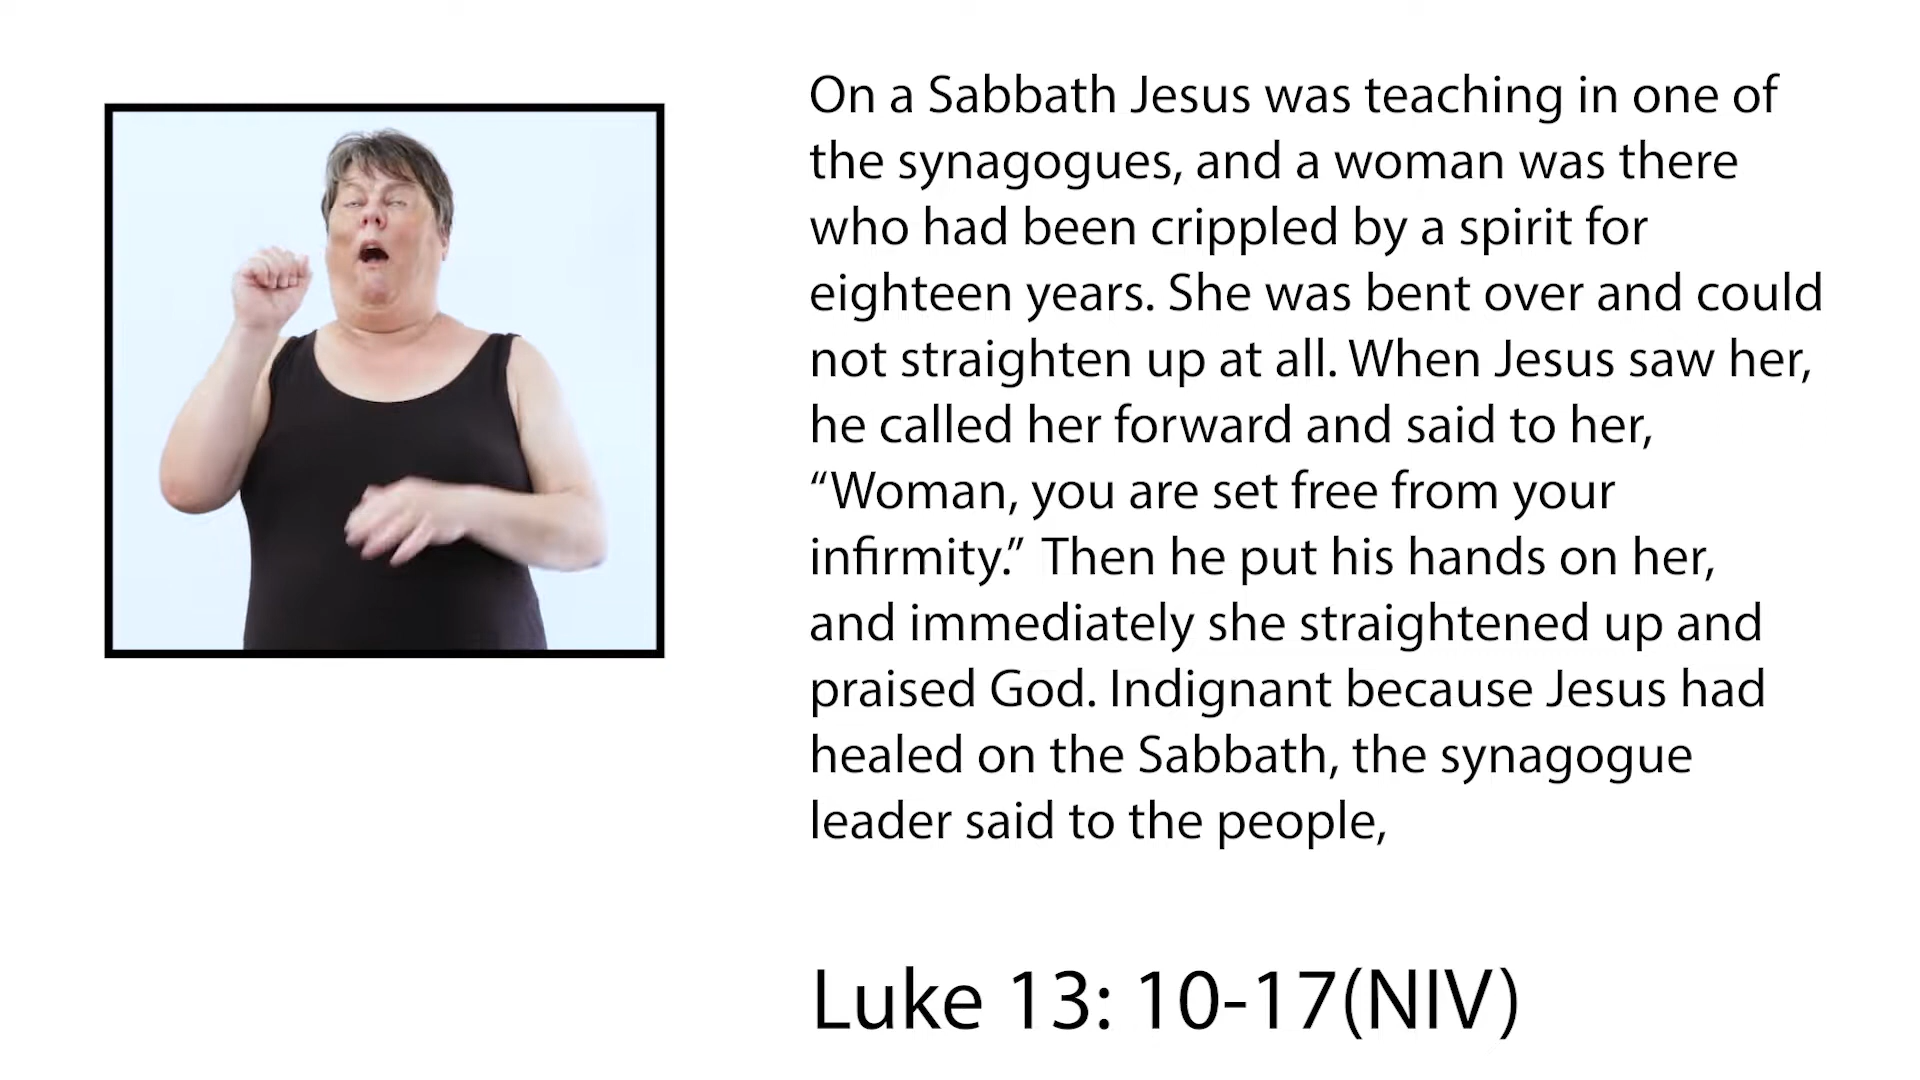 On a Sabbath Jesus was teaching in one of
the synagogues, and a woman was there
who had been crippled by a spirit for
eighteen years. She was bent over and could
not straighten up at all. When Jesus saw her,
he called her forward and said to her,
“Woman, you are set free from your
infirmity.” Then he put his hands on her,
and immediately she straightened up and
praised God. Indignant because Jesus had
healed on the Sabbath, the synagogue
leader said to the people,
Luke 13: 10-17(NIV)